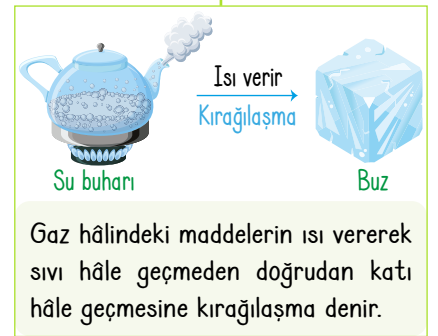 Isı verir
Kırağılaşma
Su buharı
Buz
Gaz hâlindeki maddelerin ısı vererek
sıvı hâle geçmeden doğrudan katı
hâle geçmesine kırağılaşma denir.